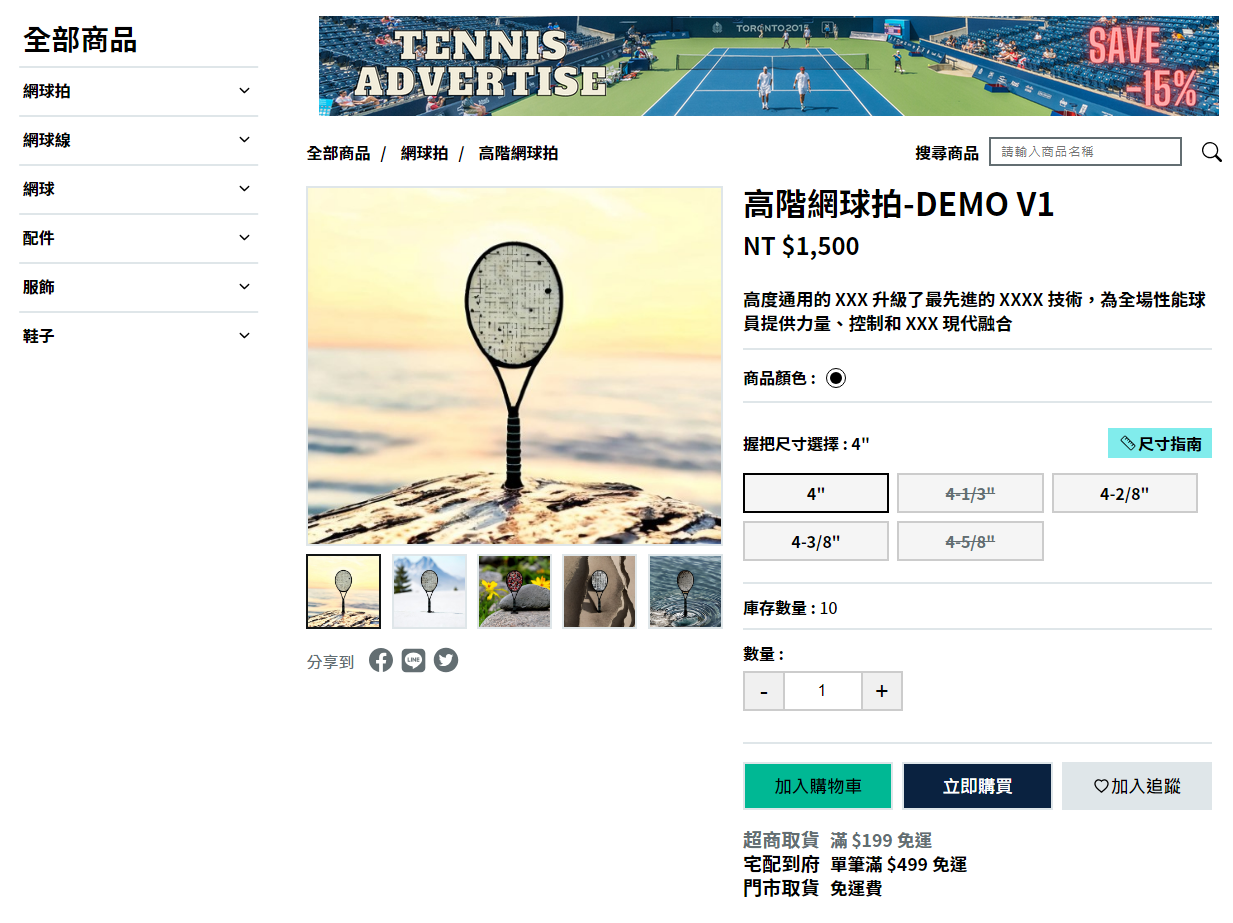 全部商品
網球拍
網球線
網球
配件
服飾
鞋子
TENNIS
ADVERTISE
TORONTO 2015
SAVE
-15%
全部商品 / 網球拍 / 高階網球拍
搜尋商品 請輸入商品名稱
高階網球拍-DEMO V1
NT $1,500
高度通用的 XXX 升級了最先進的 XXXX 技術，為全場性能球
員提供力量、控制和 XXX 現代融合
商品顏色 :
握把尺寸選擇 : 4"
尺寸指南
4" 4-1/3" 4-2/8"
4-3/8" 4-5/8"
庫存數量 : 10
數量 :
- 1 +
分享到
LINE
加入購物車 立即購買 加入追蹤
超商取貨 滿 $199 免運
宅配到府 單筆滿 $499 免運
門市取貨 免運費